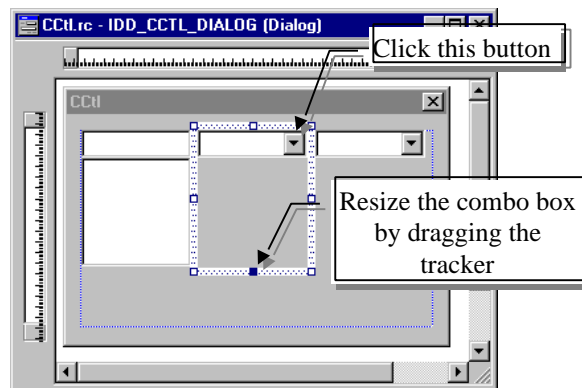 CCtl.rc - IDD_CCTL_DIALOG (Dialog)
Click this button
CCtl
Resize the combo box
by dragging the
tracker